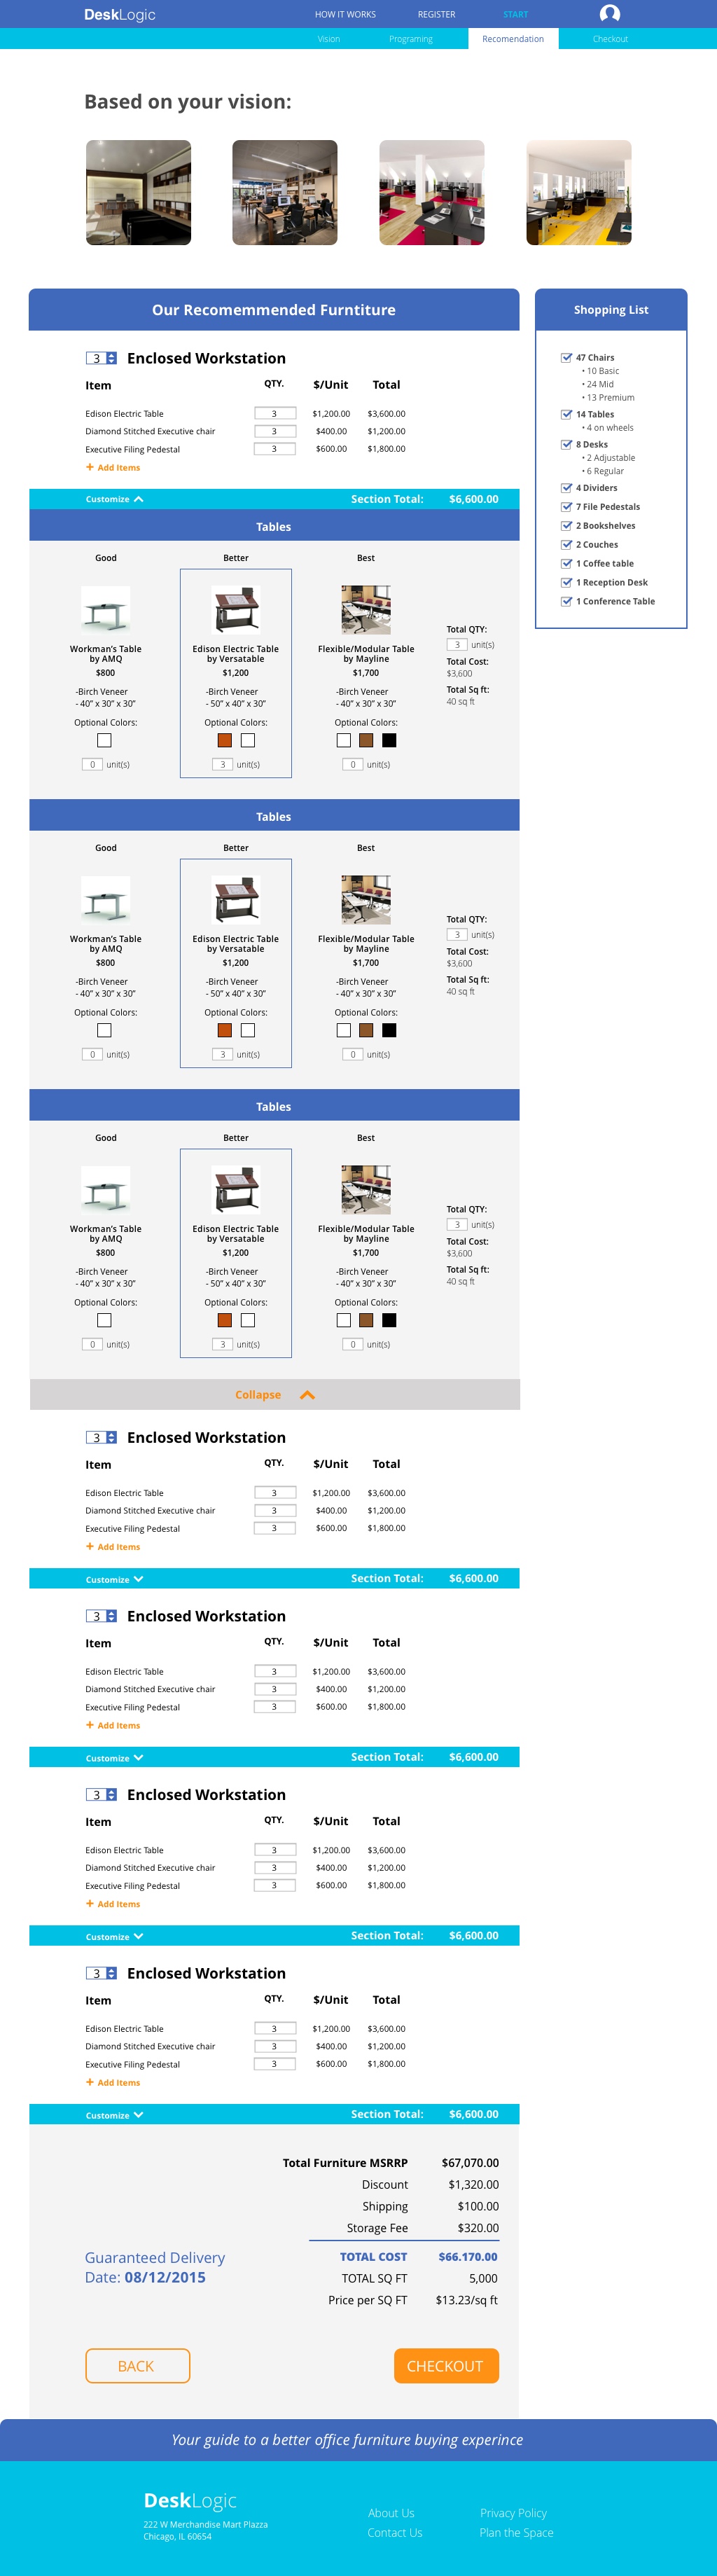 DeskLogic
HOW IT WORKS REGISTER START
Vision Programing Recomendation Checkout
Based on your vision:
Our Recomemmended Furntiture
3 Enclosed Workstation
Item QTY. $/Unit Total
Edison Electric Table 3 $1,200.00 $3,600.00
Diamond Stitched Executive chair 3 $400.00 $1,200.00
Executive Filing Pedestal 3 $600.00 $1,800.00
+ Add Items
Customize Section Total: $6,600.00
Tables
Good Better Best
Workman's Table Edison Electric Table Flexible/Modular Table
by AMQ by Versatable by Mayline
$800 $1,200 $1,700
-Birch Veneer -Birch Veneer -Birch Veneer
- 40” x 30” x 30” - 50” x 40” x 30” - 40” x 30” x 30”
Optional Colors: Optional Colors: Optional Colors:
0 unit(s) 3 unit(s) 0 unit(s)
Total QTY:
3 unit(s)
Total Cost:
$3,600
Total Sq ft:
40 sq ft
Tables
Good Better Best
Workman's Table Edison Electric Table Flexible/Modular Table
by AMQ by Versatable by Mayline
$800 $1,200 $1,700
-Birch Veneer -Birch Veneer -Birch Veneer
- 40” x 30” x 30” - 50” x 40” x 30” - 40” x 30” x 30”
Optional Colors: Optional Colors: Optional Colors:
0 unit(s) 3 unit(s) 0 unit(s)
Total QTY:
3 unit(s)
Total Cost:
$3,600
Total Sq ft:
40 sq ft
Tables
Good Better Best
Workman's Table Edison Electric Table Flexible/Modular Table
by AMQ by Versatable by Mayline
$800 $1,200 $1,700
-Birch Veneer -Birch Veneer -Birch Veneer
- 40” x 30” x 30” - 50” x 40” x 30” - 40” x 30” x 30”
Optional Colors: Optional Colors: Optional Colors:
0 unit(s) 3 unit(s) 0 unit(s)
Total QTY:
3 unit(s)
Total Cost:
$3,600
Total Sq ft:
40 sq ft
Collapse
3 Enclosed Workstation
Item QTY. $/Unit Total
Edison Electric Table 3 $1,200.00 $3,600.00
Diamond Stitched Executive chair 3 $400.00 $1,200.00
Executive Filing Pedestal 3 $600.00 $1,800.00
+ Add Items
Customize Section Total: $6,600.00
3 Enclosed Workstation
Item QTY. $/Unit Total
Edison Electric Table 3 $1,200.00 $3,600.00
Diamond Stitched Executive chair 3 $400.00 $1,200.00
Executive Filing Pedestal 3 $600.00 $1,800.00
+ Add Items
Customize Section Total: $6,600.00
3 Enclosed Workstation
Item QTY. $/Unit Total
Edison Electric Table 3 $1,200.00 $3,600.00
Diamond Stitched Executive chair 3 $400.00 $1,200.00
Executive Filing Pedestal 3 $600.00 $1,800.00
+ Add Items
Customize Section Total: $6,600.00
3 Enclosed Workstation
Item QTY. $/Unit Total
Edison Electric Table 3 $1,200.00 $3,600.00
Diamond Stitched Executive chair 3 $400.00 $1,200.00
Executive Filing Pedestal 3 $600.00 $1,800.00
+ Add Items
Customize Section Total: $6,600.00
Shopping List
47 Chairs
• 10 Basic
• 24 Mid
• 13 Premium
14 Tables
• 4 on wheels
8 Desks
• 2 Adjustable
• 6 Regular
4 Dividers
7 File Pedestals
2 Bookshelves
2 Couches
1 Coffee table
1 Reception Desk
1 Conference Table
Total Furniture MSRRP $67,070.00
Discount $1,320.00
Shipping $100.00
Storage Fee $320.00
TOTAL COST $66.170.00
TOTAL SQ FT 5,000
Price per SQ FT $13.23/sq ft
Guaranteed Delivery
Date: 08/12/2015
BACK CHECKOUT
Your guide to a better office furniture buying experince
DeskLogic
222 W Merchandise Mart Plazza
Chicago, IL 60654
About Us Privacy Policy
Contact Us Plan the Space